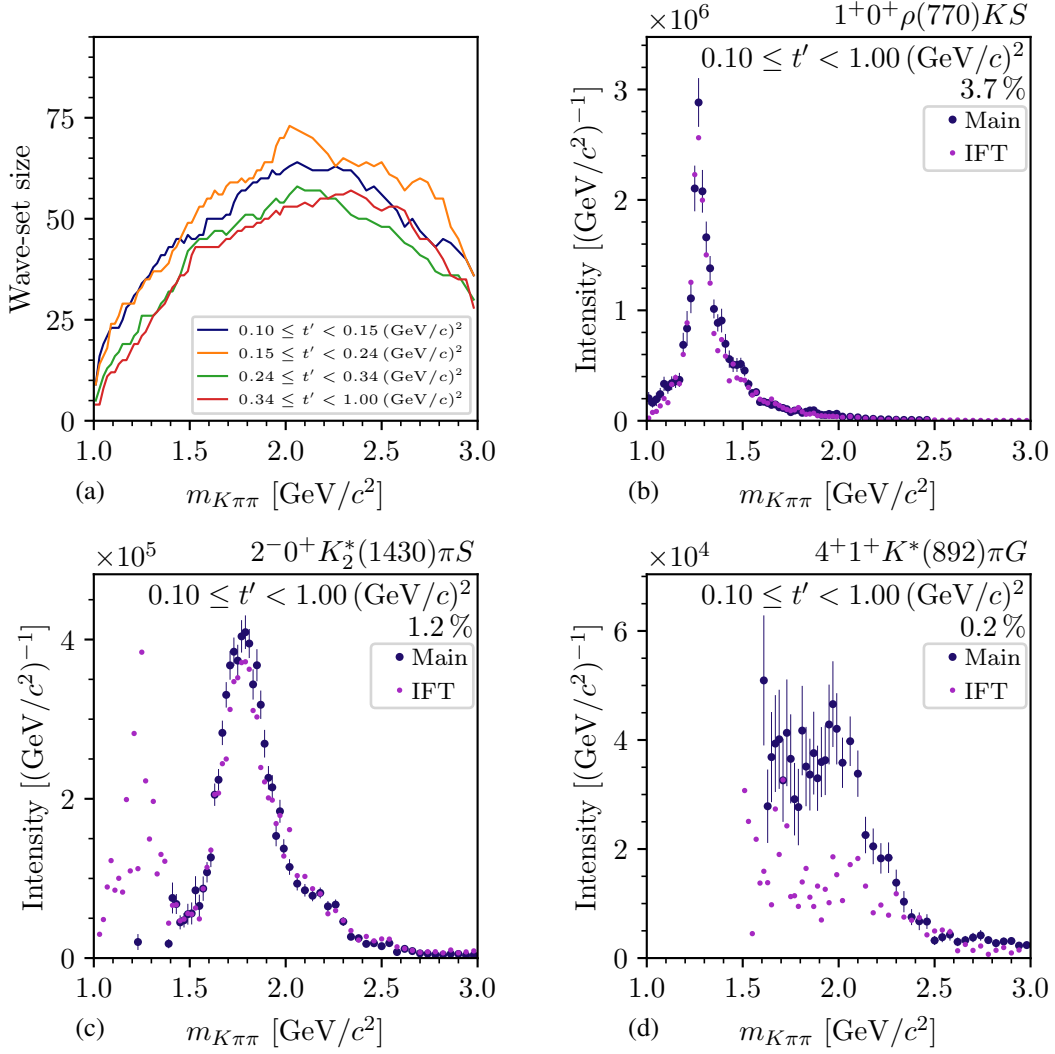 Wave-set size
75
50
25
0
1.0 1.5 2.0 2.5 3.0
m_{Kππ} [GeV/c²]
0.10 ≤ t′ < 0.15 (GeV/c)²
0.15 ≤ t′ < 0.24 (GeV/c)²
0.24 ≤ t′ < 0.34 (GeV/c)²
0.34 ≤ t′ < 1.00 (GeV/c)²
(a)
×10⁶
1⁺0⁺ρ(770)KS
0.10 ≤ t′ < 1.00 (GeV/c)²
3.7 %
Main
IFT
Intensity [(GeV/c²)⁻¹]
3
2
1
0
1.0 1.5 2.0 2.5 3.0
m_{Kππ} [GeV/c²]
(b)
×10⁵
2⁻0⁺K₂*(1430)πS
0.10 ≤ t′ < 1.00 (GeV/c)²
1.2 %
Main
IFT
Intensity [(GeV/c²)⁻¹]
4
2
0
1.0 1.5 2.0 2.5 3.0
m_{Kππ} [GeV/c²]
(c)
×10⁴
4⁺1⁺K*(892)πG
0.10 ≤ t′ < 1.00 (GeV/c)²
0.2 %
Main
IFT
Intensity [(GeV/c²)⁻¹]
6
4
2
0
1.0 1.5 2.0 2.5 3.0
m_{Kππ} [GeV/c²]
(d)